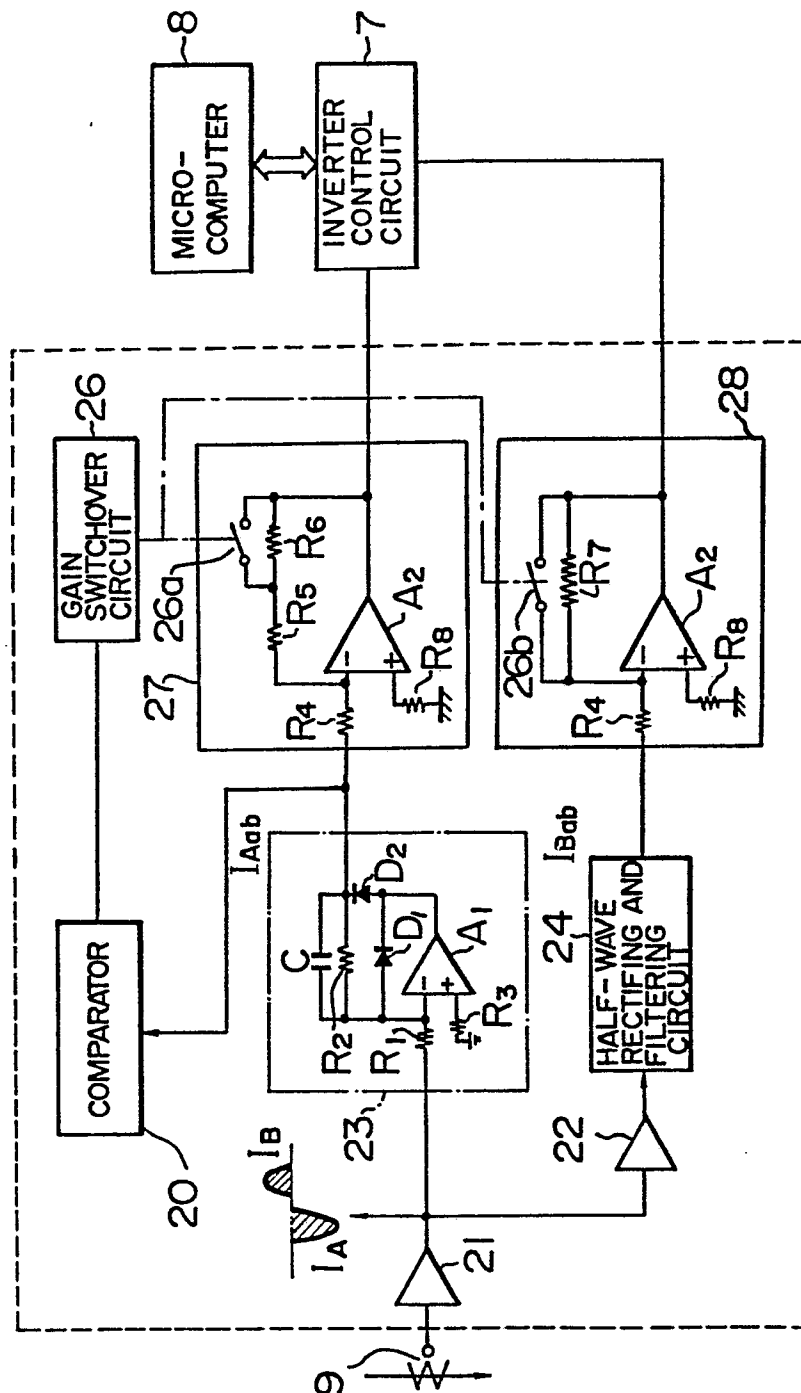 MICRO-
COMPUTER
8
INVERTER
CONTROL
CIRCUIT
7
GAIN
SWITCHOVER
CIRCUIT
26
COMPARATOR
20
26a
R6
R5
27
R4
A2
R8
−
+
IAab
C
R2
D2
D1
A1
R1
R3
−
+
23
IB
IA
21
9
22
HALF-WAVE
RECTIFYING AND
FILTERING
CIRCUIT
24
IBab
28
26b
R7
R4
A2
R8
−
+